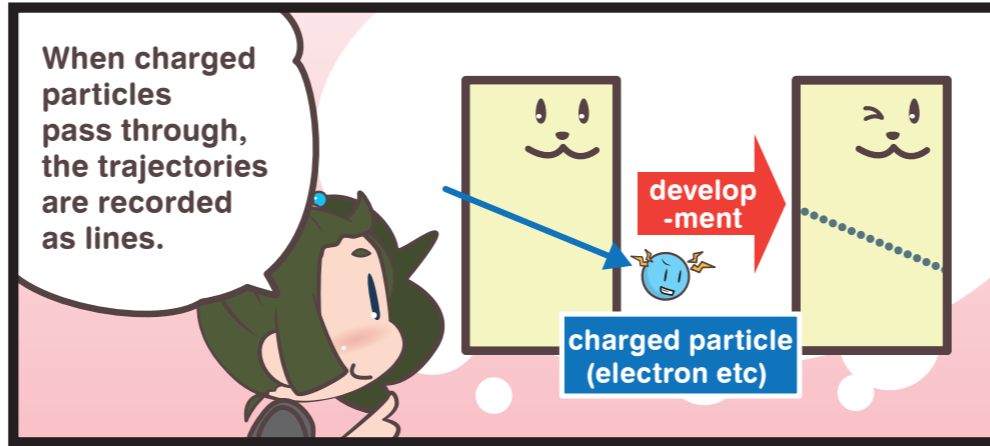 When charged
particles
pass through,
the trajectories
are recorded
as lines.
develop
-ment
charged particle
(electron etc)